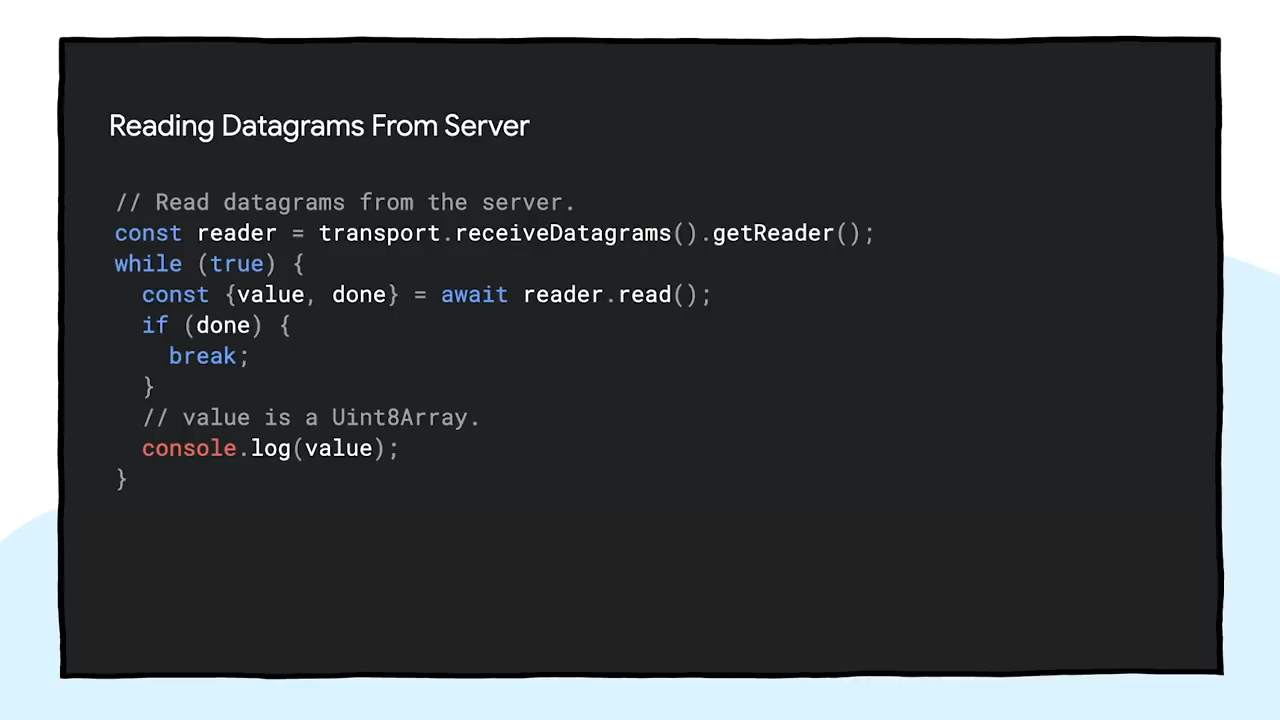 Reading Datagrams From Server
// Read datagrams from the server.
const reader = transport.receiveDatagrams().getReader();
while (true) {
  const {value, done} = await reader.read();
  if (done) {
    break;
  }
  // value is a Uint8Array.
  console.log(value);
}